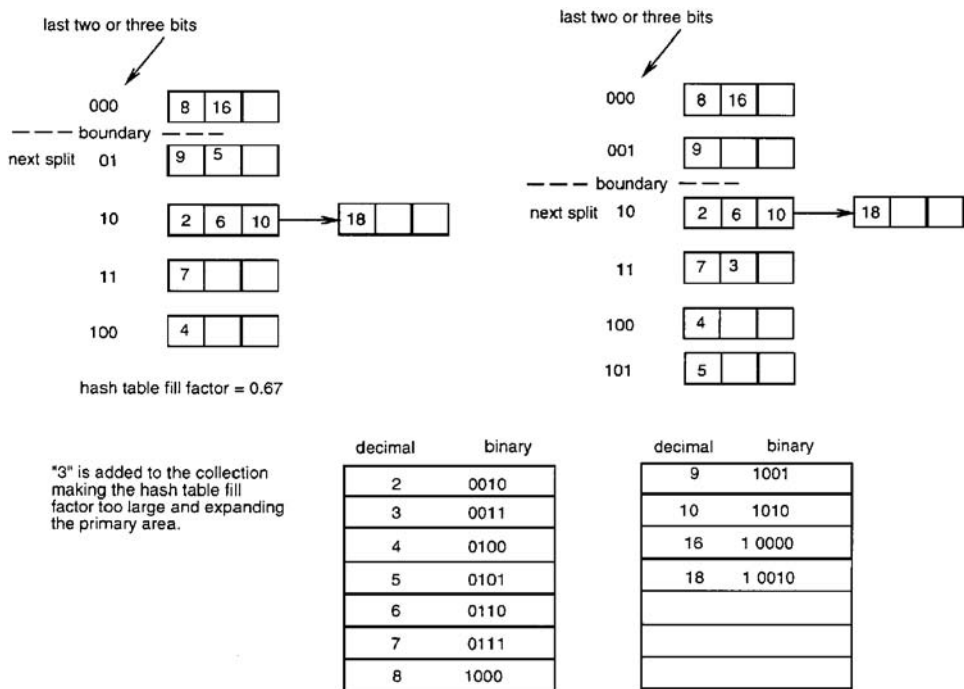 last two or three bits
000 8 16
boundary
next split 01 9 5
10 2 6 10 18
11 7
100 4
hash table fill factor = 0.67
last two or three bits
000 8 16
001 9
boundary
next split 10 2 6 10 18
11 7 3
100 4
101 5
"3" is added to the collection
making the hash table fill
factor too large and expanding
the primary area.
decimal binary
2 0010
3 0011
4 0100
5 0101
6 0110
7 0111
8 1000
decimal binary
9 1001
10 1010
16 1 0000
18 1 0010